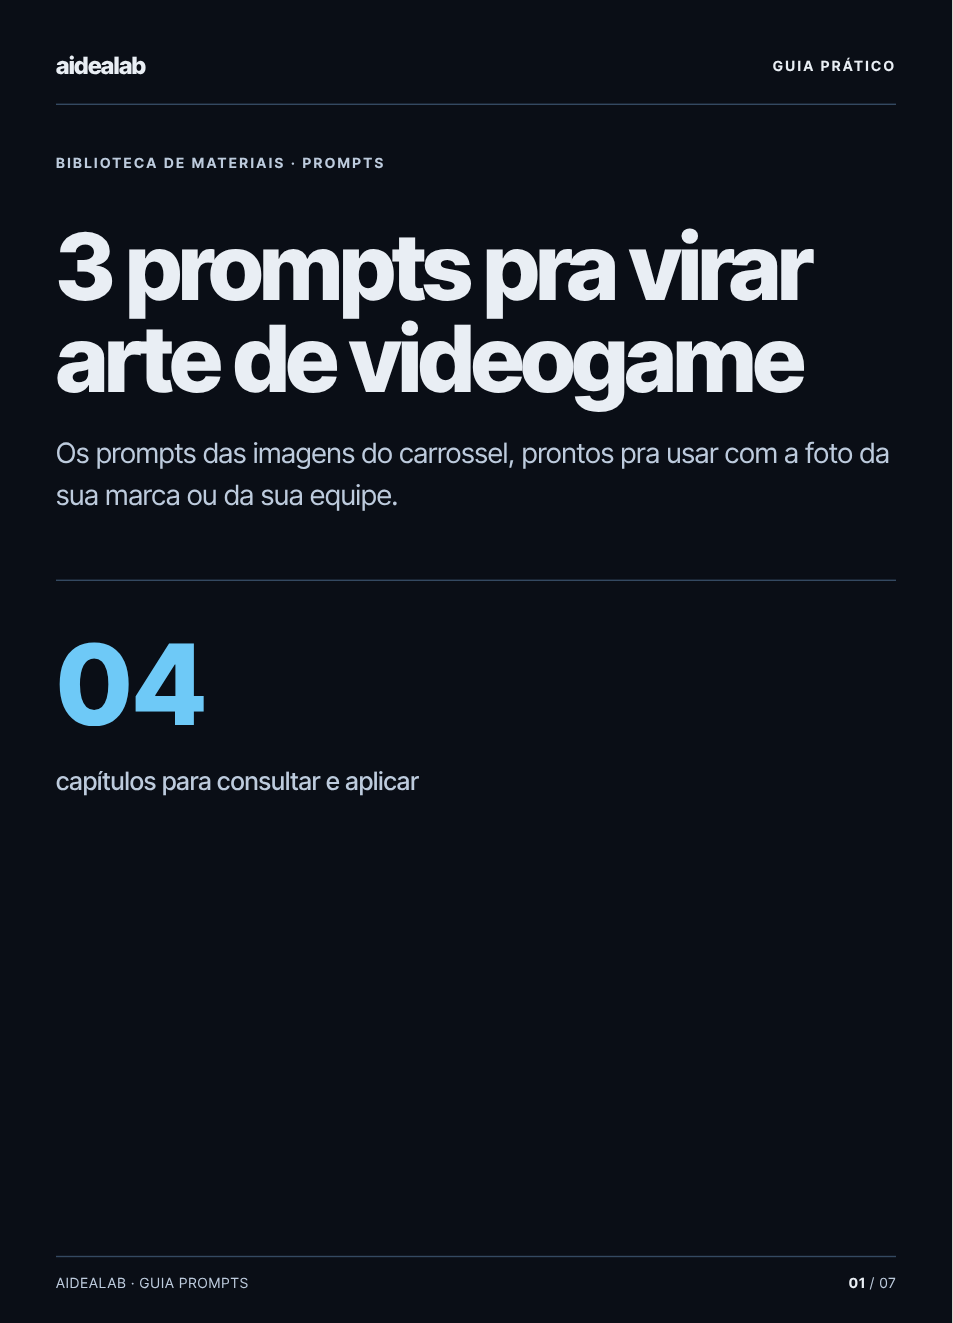 aidealab
GUIA PRÁTICO
BIBLIOTECA DE MATERIAIS · PROMPTS
3 prompts pra virar
arte de videogame
Os prompts das imagens do carrossel, prontos pra usar com a foto da
sua marca ou da sua equipe.
04
capítulos para consultar e aplicar
AIDEALAB · GUIA PROMPTS
01 / 07